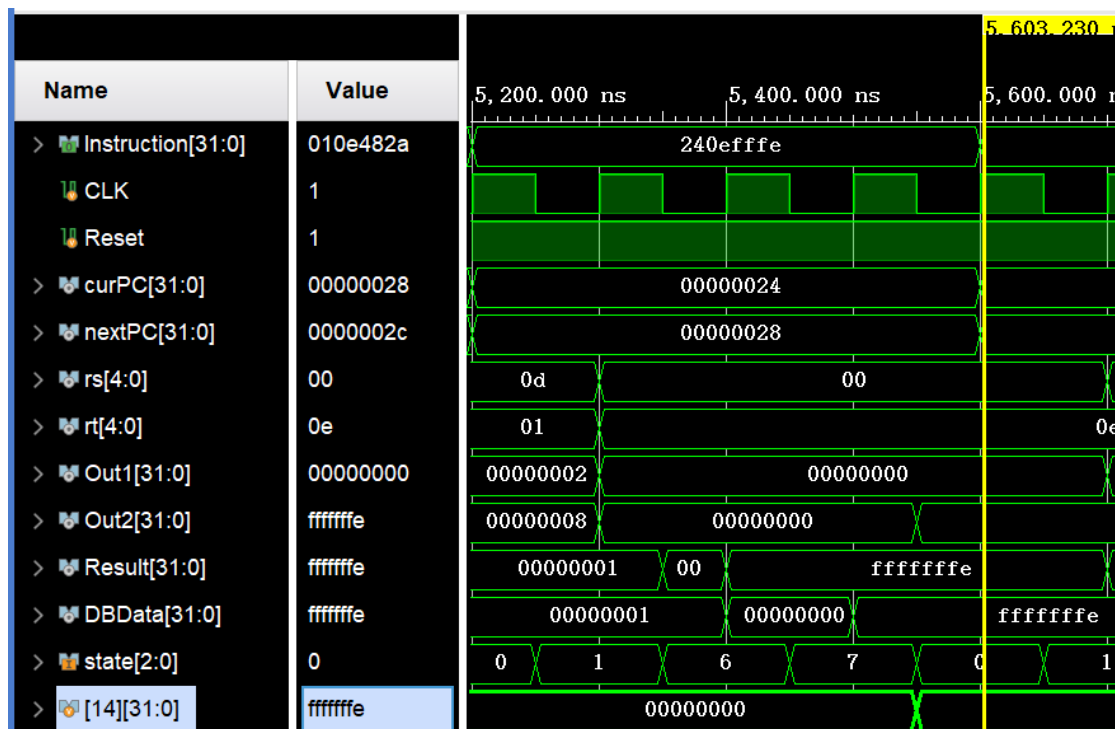 5,603.230 n
Name Value 5,200.000 ns 5,400.000 ns 5,600.000 n
Instruction[31:0] 010e482a 240efffe
CLK 1
Reset 1
curPC[31:0] 00000028 00000024
nextPC[31:0] 0000002c 00000028
rs[4:0] 00 0d 00
rt[4:0] 0e 01 0e
Out1[31:0] 00000000 00000002 00000000
Out2[31:0] fffffffe 00000008 00000000
Result[31:0] fffffffe 00000001 00 fffffffe
DBData[31:0] fffffffe 00000001 00000000 fffffffe
state[2:0] 0 0 1 6 7 0 1
[14][31:0] fffffffe 00000000